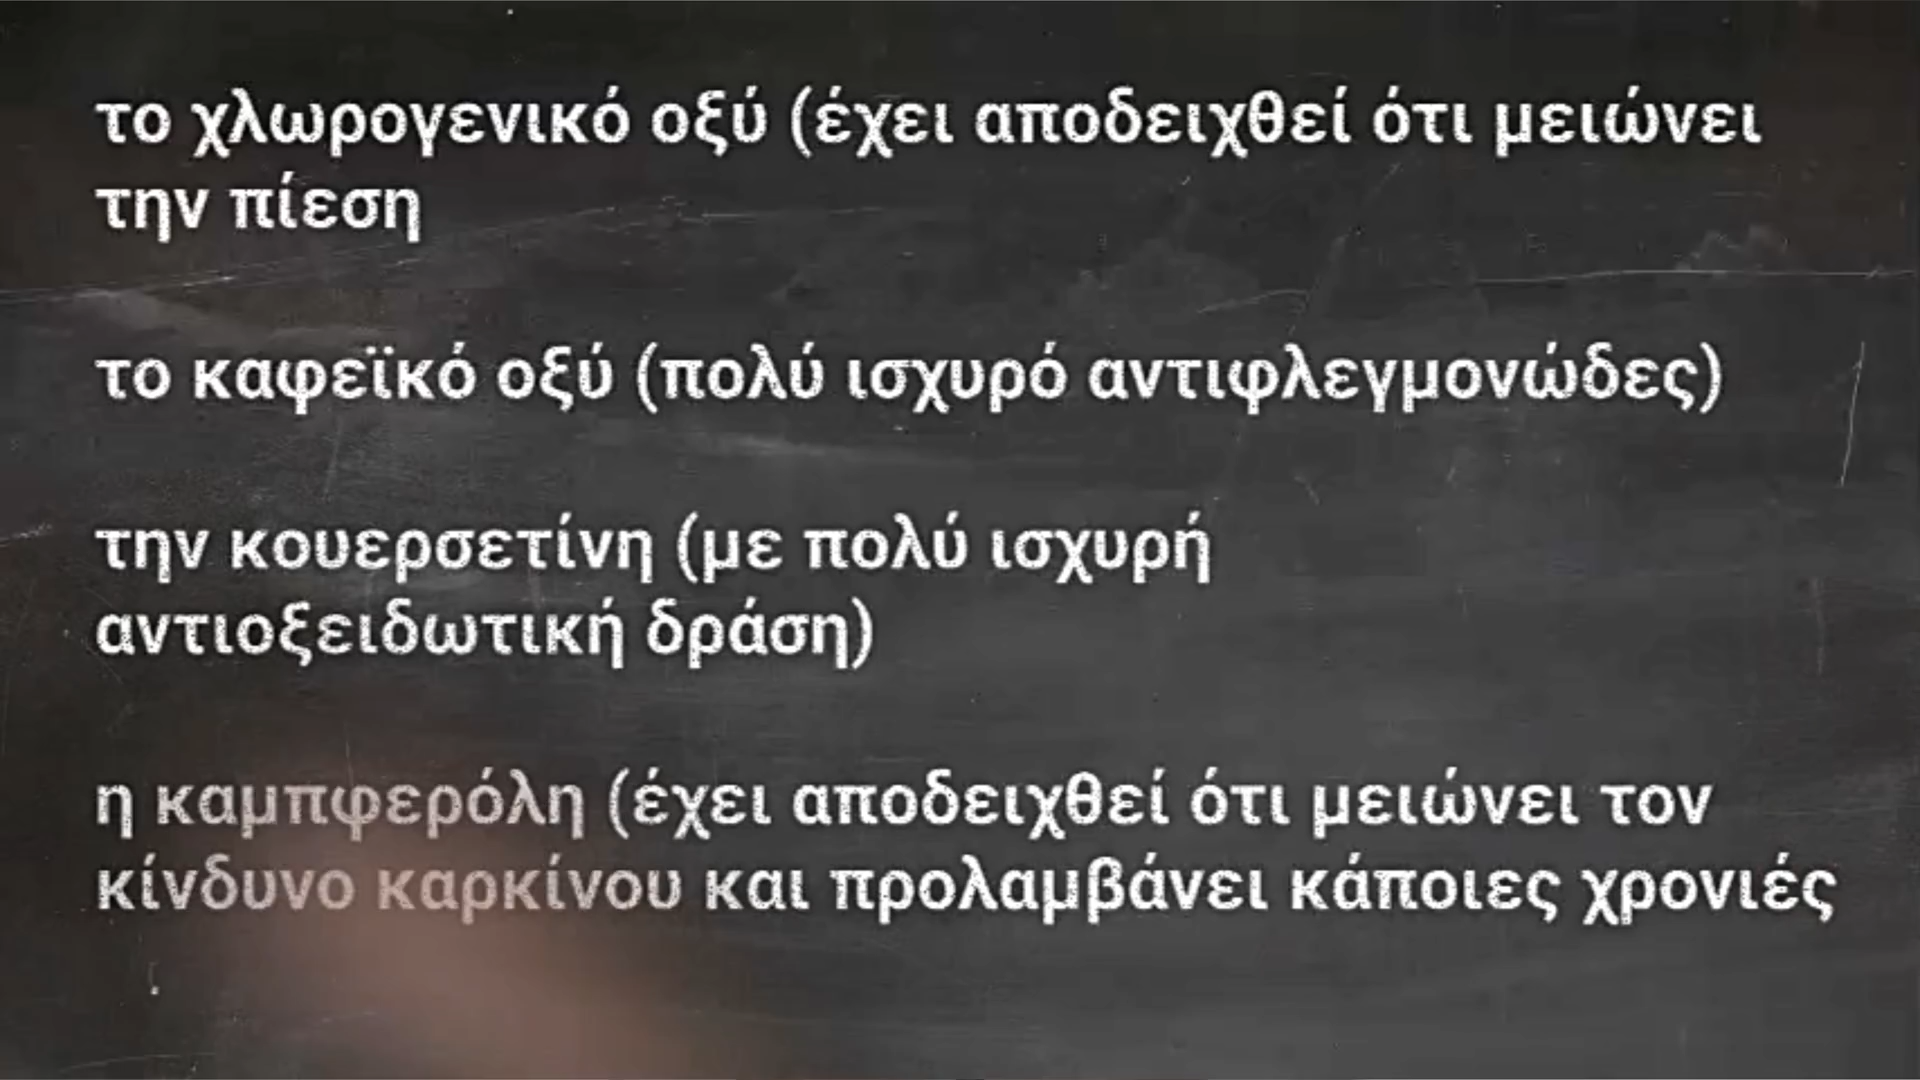 το χλωρογενικό οξύ (έχει αποδειχθεί ότι μειώνει
την πίεση
το καφεϊκό οξύ (πολύ ισχυρό αντιφλεγμονώδες)
την κουερσετίνη (με πολύ ισχυρή
αντιοξειδωτική δράση)
η καμπφερόλη (έχει αποδειχθεί ότι μειώνει τον
κίνδυνο καρκίνου και προλαμβάνει κάποιες χρονιές